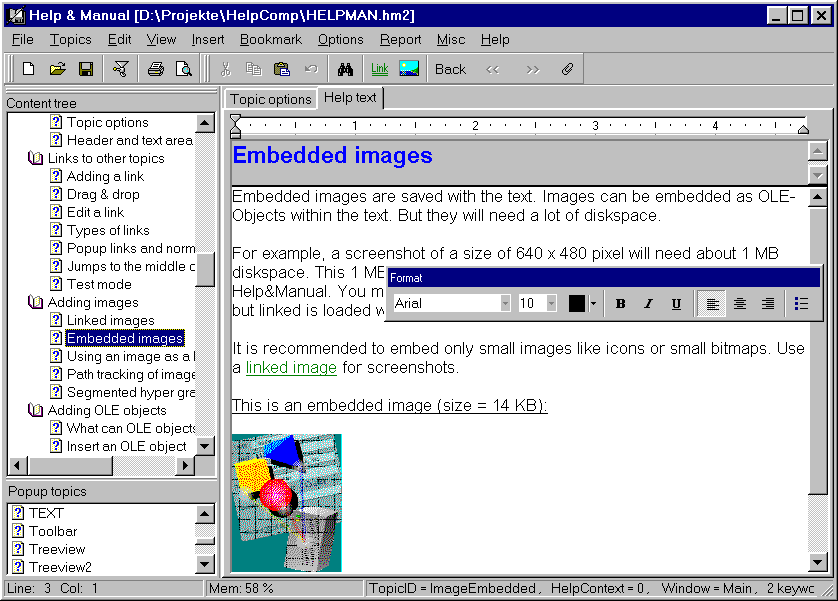 Help & Manual [D:\Projekte\HelpComp\HELPMAN.hm2]
File Topics Edit View Insert Bookmark Options Report Misc Help
Link Back << >>
Content tree
Topic options
Header and text area
Links to other topics
Adding a link
Drag & drop
Edit a link
Types of links
Popup links and norm
Jumps to the middle o
Test mode
Adding images
Linked images
Embedded images
Using an image as a l
Path tracking of image
Segmented hyper gra
Adding OLE objects
What can OLE objects
Insert an OLE object
Popup topics
TEXT
Toolbar
Treeview
Treeview2
Topic options Help text
1 2 3 4
Embedded images
Embedded images are saved with the text. Images can be embedded as OLE-
Objects within the text. But they will need a lot of diskspace.
For example, a screenshot of a size of 640 x 480 pixel will need about 1 MB
diskspace. This 1 MB
Help&Manual. You m
but linked is loaded w
Format
Arial 10 B I U
It is recommended to embed only small images like icons or small bitmaps. Use
a linked image for screenshots.
This is an embedded image (size = 14 KB):
Line: 3 Col: 1 Mem: 58 % TopicID = ImageEmbedded, HelpContext = 0, Window = Main, 2 keywo